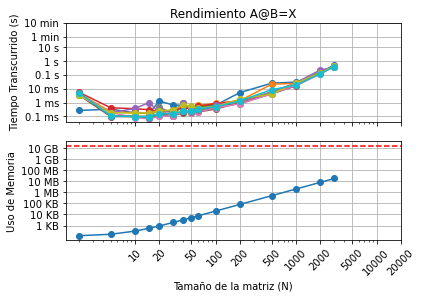 Rendimiento A@B=X
Tiempo Transcurrido (s)
10 min
1 min
10 s
1 s
0.1 s
10 ms
1 ms
0.1 ms
Uso de Memoria
10 GB
1 GB
100 MB
10 MB
1 MB
100 KB
10 KB
1 KB
10
20
50
100
200
500
1000
2000
5000
10000
20000
Tamaño de la matriz (N)